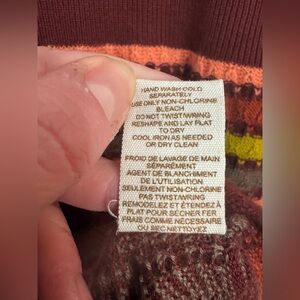 HAND WASH COLD
SEPARATELY
USE ONLY NON-CHLORINE
BLEACH
DO NOT TWIST/WRING
RESHAPE AND LAY FLAT
TO DRY
COOL IRON AS NEEDED
OR DRY CLEAN
FROID DE LAVAGE DE MAIN
SÉPARÉMENT
AGENT DE BLANCHIMENT
DE L'UTILISATION
SEULEMENT NON-CHLORINE
PAS TWIST/WRING
REMODELEZ ET ÉTENDEZ À
PLAT POUR SÉCHER FER
FRAIS COMME NÉCESSAIRE
OU SEC NETTOYEZ